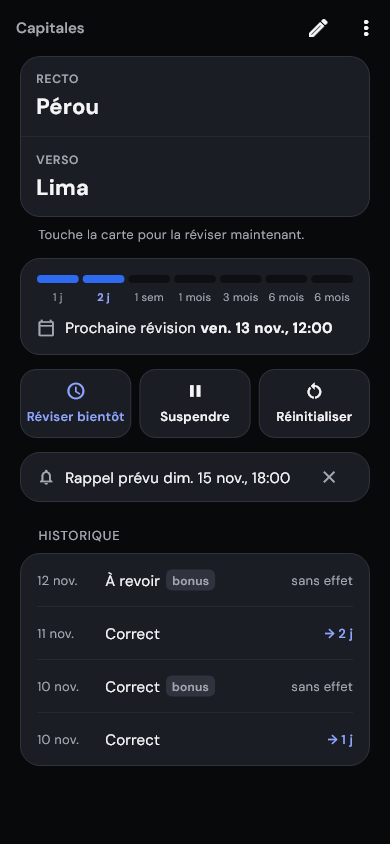 Capitales
RECTO
Pérou
VERSO
Lima
Touche la carte pour la réviser maintenant.
1 j 2 j 1 sem 1 mois 3 mois 6 mois 6 mois
Prochaine révision ven. 13 nov., 12:00
Réviser bientôt Suspendre Réinitialiser
Rappel prévu dim. 15 nov., 18:00
HISTORIQUE
12 nov. À revoir bonus sans effet
11 nov. Correct → 2 j
10 nov. Correct bonus sans effet
10 nov. Correct → 1 j